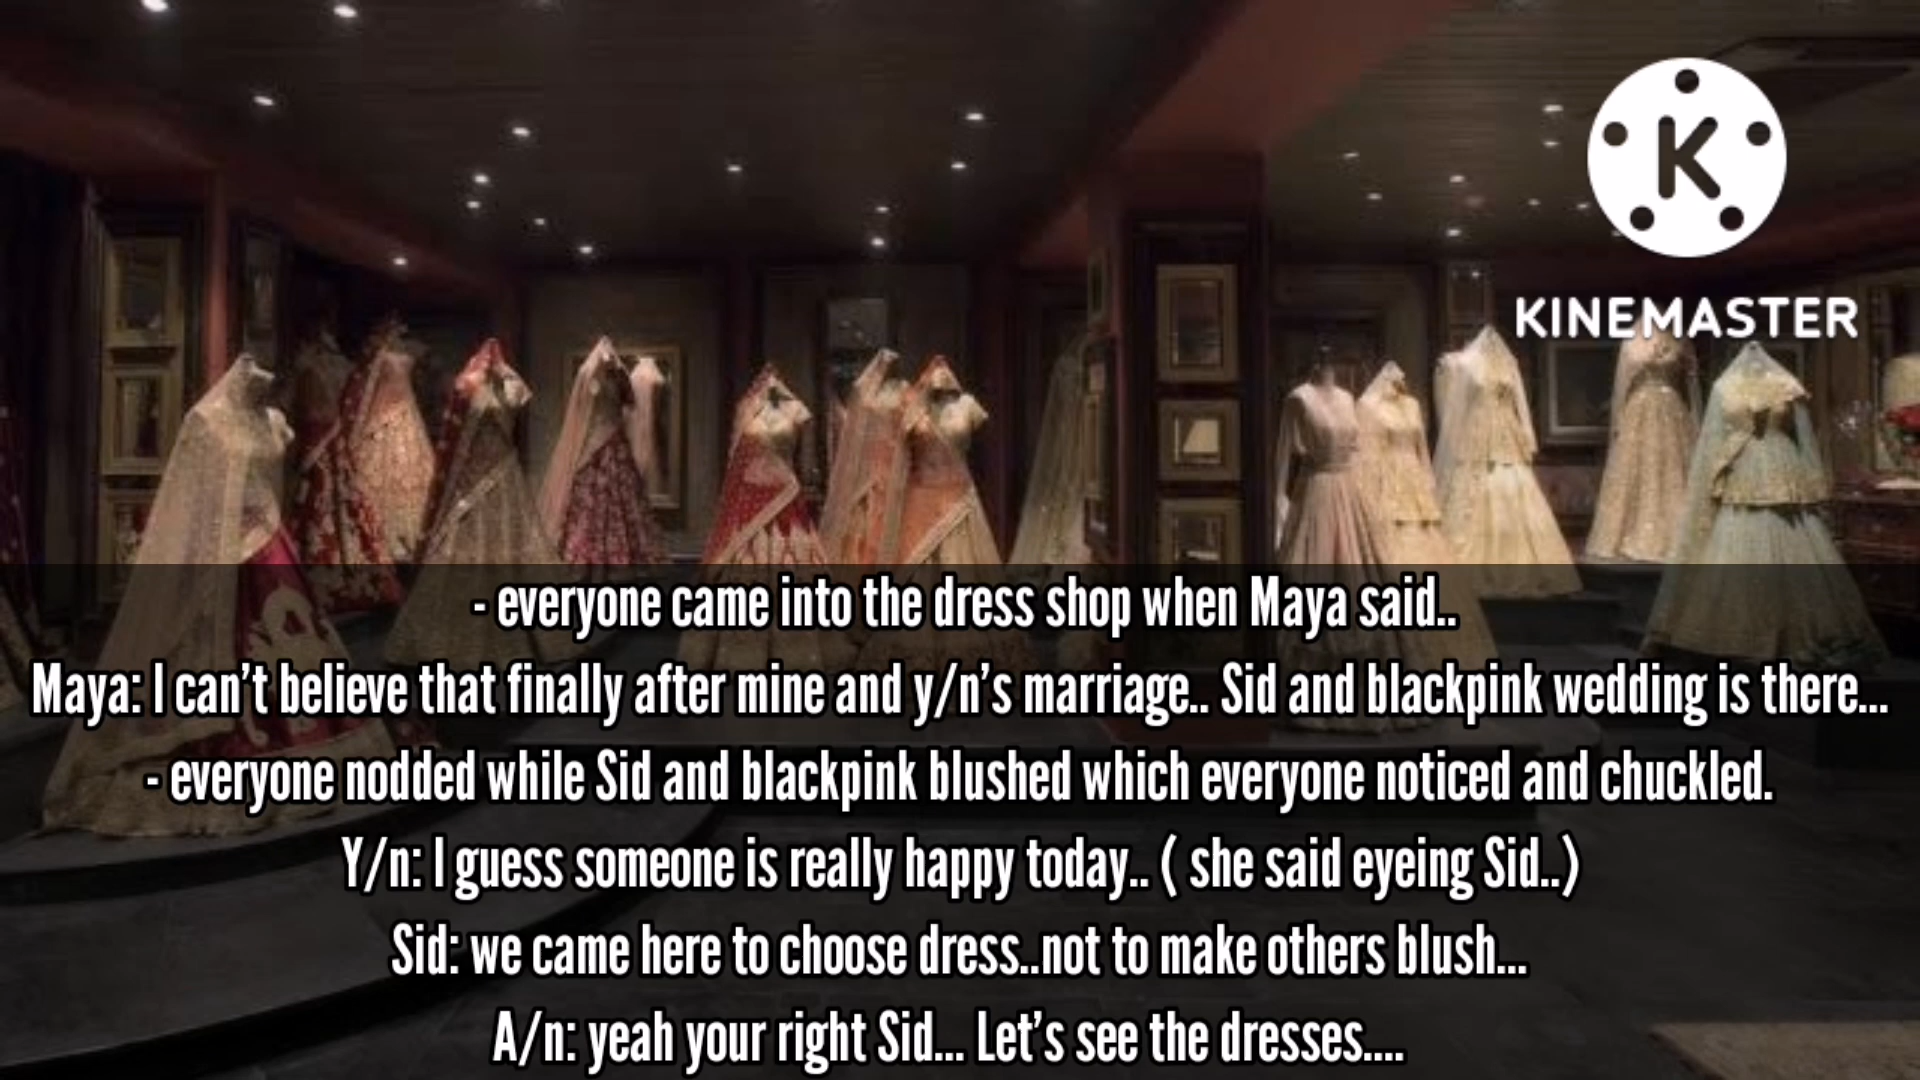 K
KINEMASTER
- everyone came into the dress shop when Maya said..
Maya: I can't believe that finally after mine and y/n's marriage.. Sid and blackpink wedding is there...
- everyone nodded while Sid and blackpink blushed which everyone noticed and chuckled.
Y/n: I guess someone is really happy today.. ( she said eyeing Sid..)
Sid: we came here to choose dress..not to make others blush...
A/n: yeah your right Sid... Let's see the dresses....